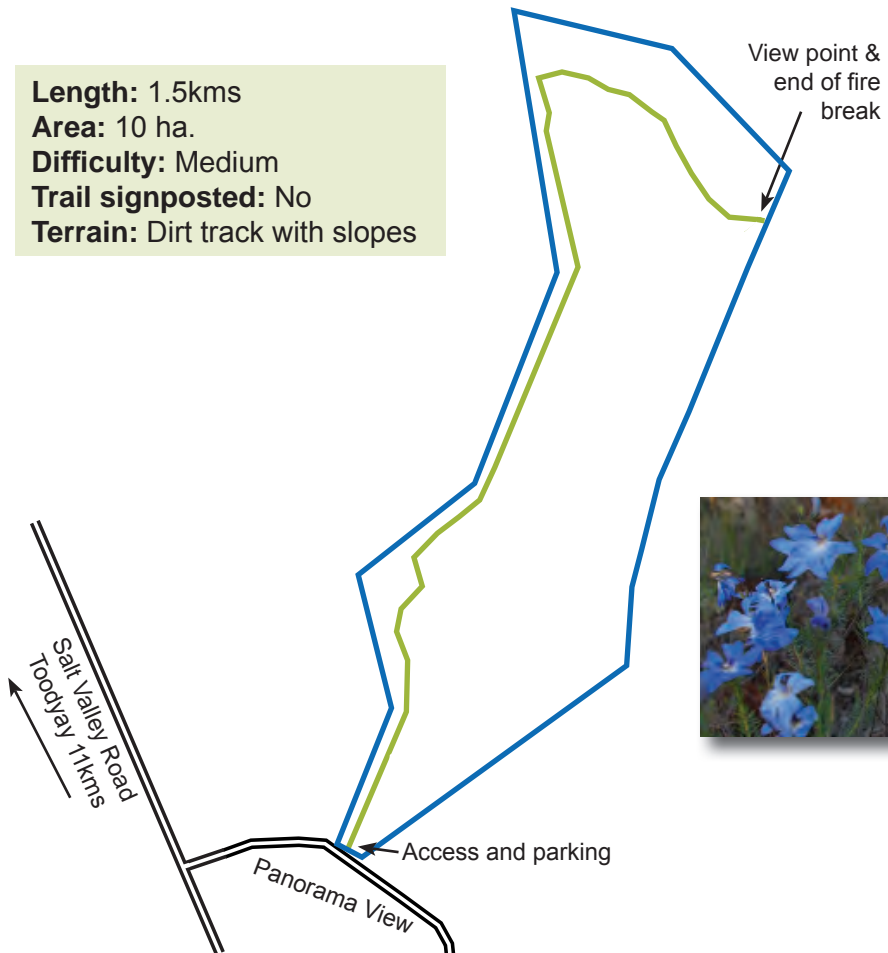 Length: 1.5kms
Area: 10 ha.
Difficulty: Medium
Trail signposted: No
Terrain: Dirt track with slopes
View point &
end of fire
break
Salt Valley Road
Toodyay 11kms
Access and parking
Panorama View